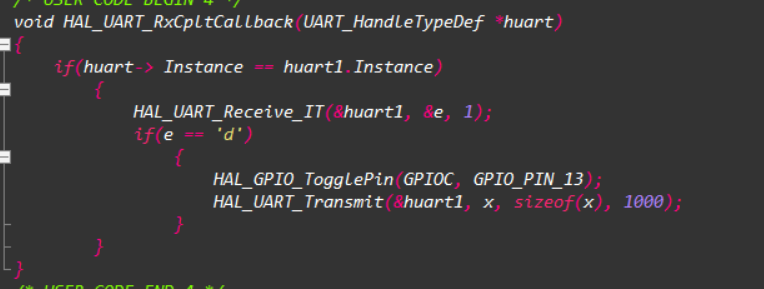 /* USER CODE BEGIN 4 */
void HAL_UART_RxCpltCallback(UART_HandleTypeDef *huart)
{
if(huart-> Instance == huart1.Instance)
{
HAL_UART_Receive_IT(&huart1, &e, 1);
if(e == 'd')
{
HAL_GPIO_TogglePin(GPIOC, GPIO_PIN_13);
HAL_UART_Transmit(&huart1, x, sizeof(x), 1000);
}
}
}
/* USER CODE END 4 */